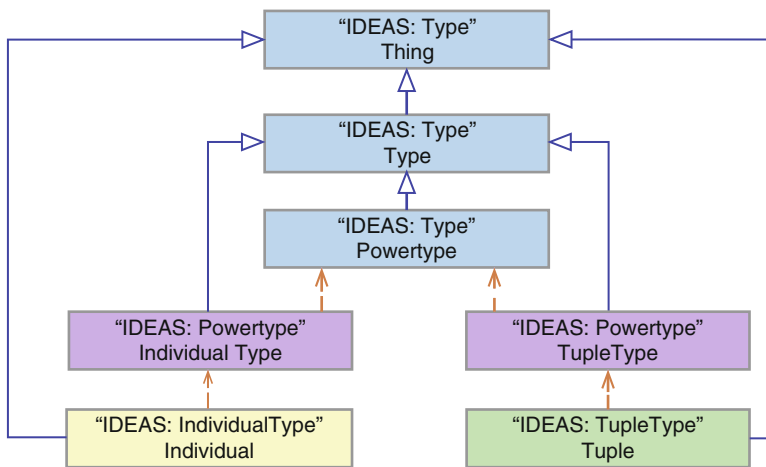 “IDEAS: Type”
Thing
“IDEAS: Type”
Type
“IDEAS: Type”
Powertype
“IDEAS: Powertype”
Individual Type
“IDEAS: Powertype”
TupleType
“IDEAS: IndividualType”
Individual
“IDEAS: TupleType”
Tuple